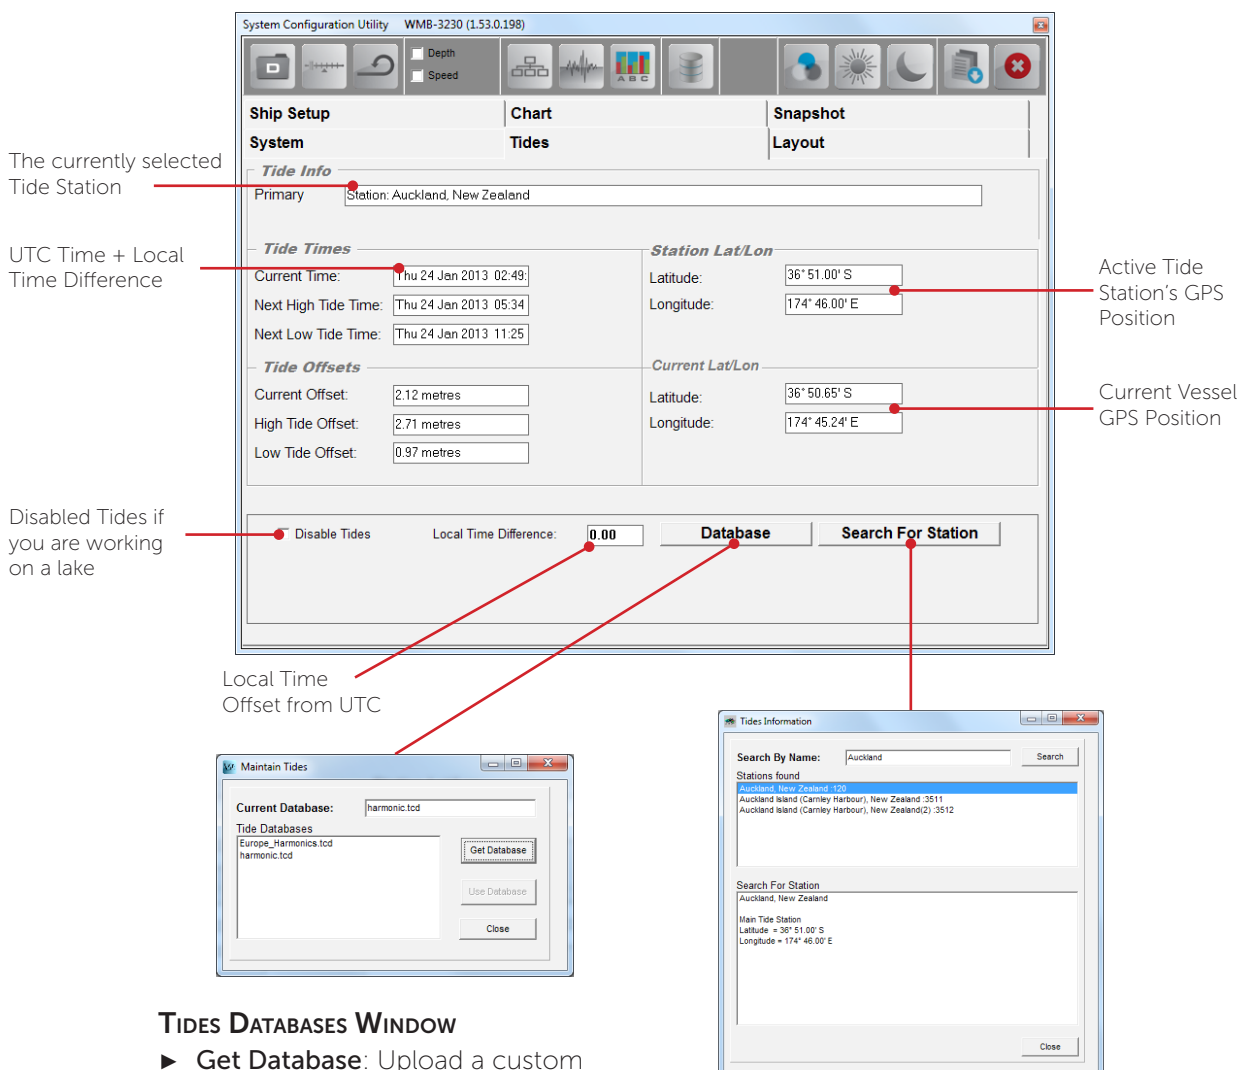 System Configuration Utility WMB-3230 (1.53.0.198)
Depth
Speed
A B C
Ship Setup Chart Snapshot
System Tides Layout
The currently selected
Tide Station
Tide Info
Primary Station: Auckland, New Zealand
UTC Time + Local
Time Difference
Tide Times
Current Time: Thu 24 Jan 2013 02:49:
Next High Tide Time: Thu 24 Jan 2013 05:34
Next Low Tide Time: Thu 24 Jan 2013 11:25
Station Lat/Lon
Latitude: 36° 51.00' S
Longitude: 174° 46.00' E
Active Tide
Station's GPS
Position
Tide Offsets
Current Offset: 2.12 metres
High Tide Offset: 2.71 metres
Low Tide Offset: 0.97 metres
Current Lat/Lon
Latitude: 36° 50.65' S
Longitude: 174° 45.24' E
Current Vessel
GPS Position
Disabled Tides if
you are working
on a lake
Disable Tides Local Time Difference: 0.00 Database Search For Station
Local Time
Offset from UTC
Maintain Tides
Current Database: harmonic.tcd
Tide Databases
Europe_Harmonics.tcd
harmonic.tcd
Get Database
Use Database
Close
Tides Information
Search By Name: Auckland Search
Stations found
Auckland, New Zealand :120
Auckland Island (Carnley Harbour), New Zealand :3511
Auckland Island (Carnley Harbour), New Zealand(2) :3512
Search For Station
Auckland, New Zealand
Main Tide Station
Latitude = 36° 51.00' S
Longitude = 174° 46.00' E
Close
Tides Databases Window
► Get Database: Upload a custom